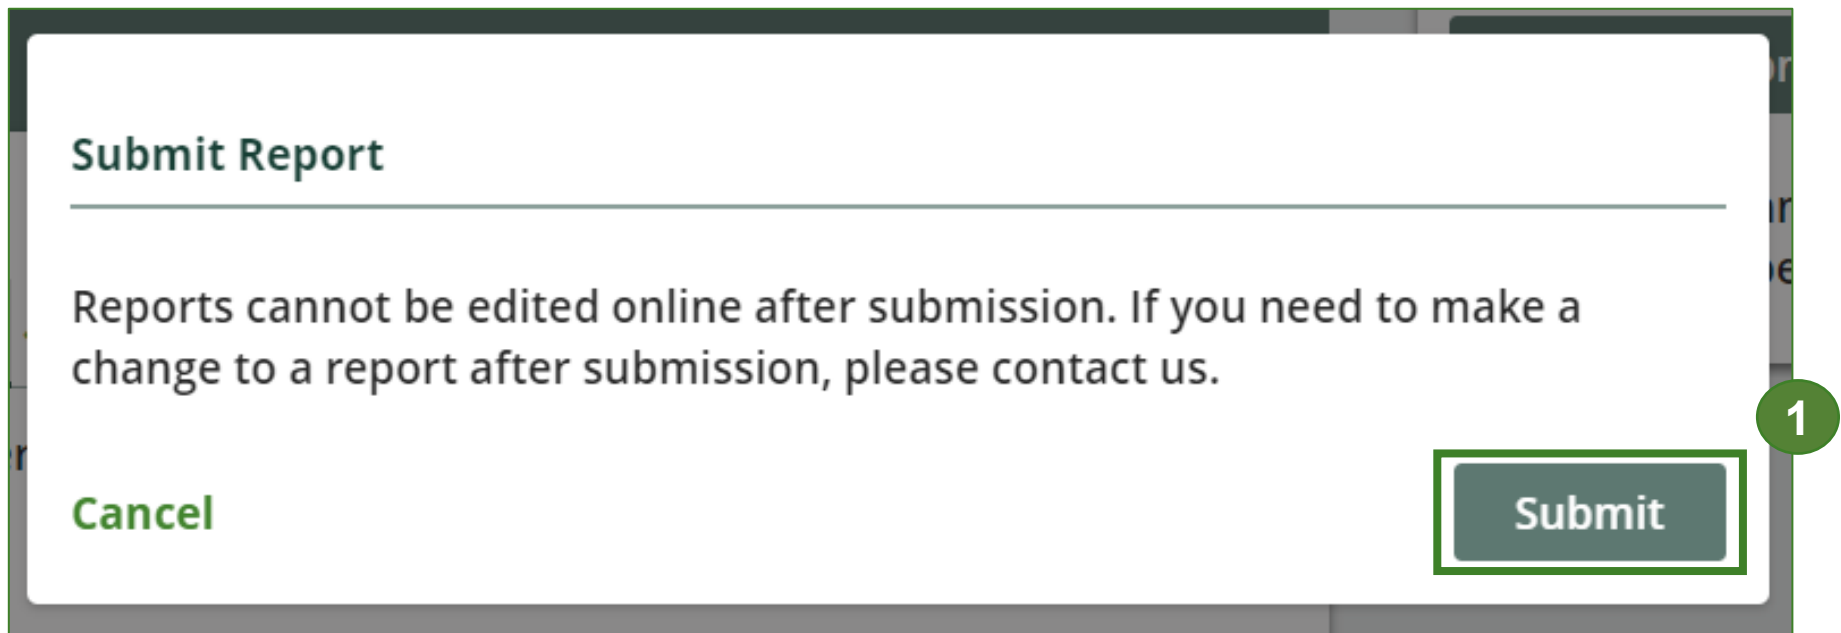 Submit Report
Reports cannot be edited online after submission. If you need to make a
change to a report after submission, please contact us.
1
Cancel
Submit